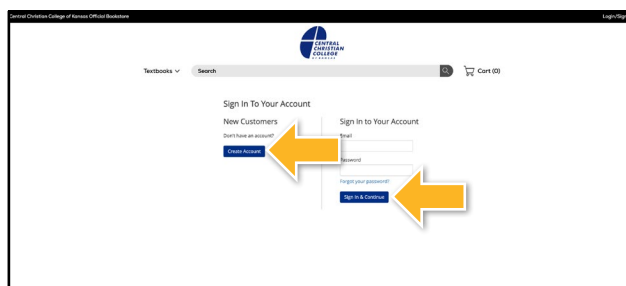 Central Christian College of Kansas Official Bookstore
Login/Sign
CENTRAL
CHRISTIAN
COLLEGE
OF KANSAS
Textbooks
Search
Cart (0)
Sign In To Your Account
New Customers
Sign In to Your Account
Don't have an account?
Email
Create Account
Password
Forgot your password?
Sign In & Continue